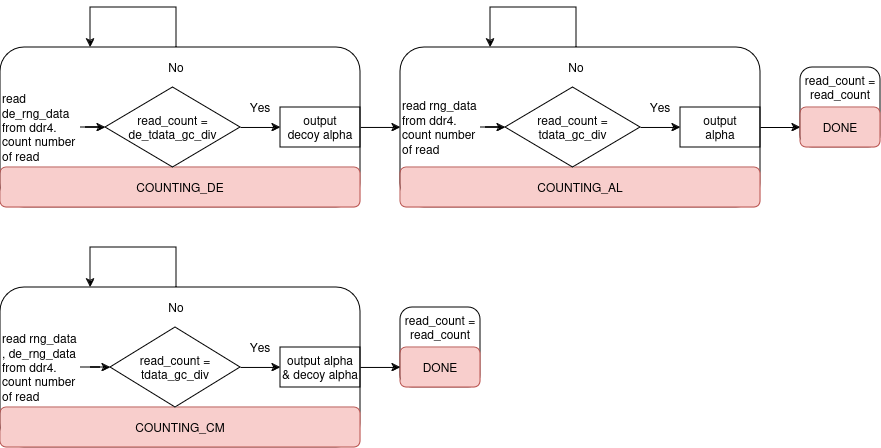 No
read
de_rng_data
from ddr4.
count number
of read
read_count =
de_tdata_gc_div
Yes
output
decoy alpha
COUNTING_DE
No
read rng_data
from ddr4.
count number
of read
read_count =
tdata_gc_div
Yes
output
alpha
COUNTING_AL
read_count =
read_count
DONE
No
read rng_data
, de_rng_data
from ddr4.
count number
of read
read_count =
tdata_gc_div
Yes
output alpha
& decoy alpha
COUNTING_CM
read_count =
read_count
DONE